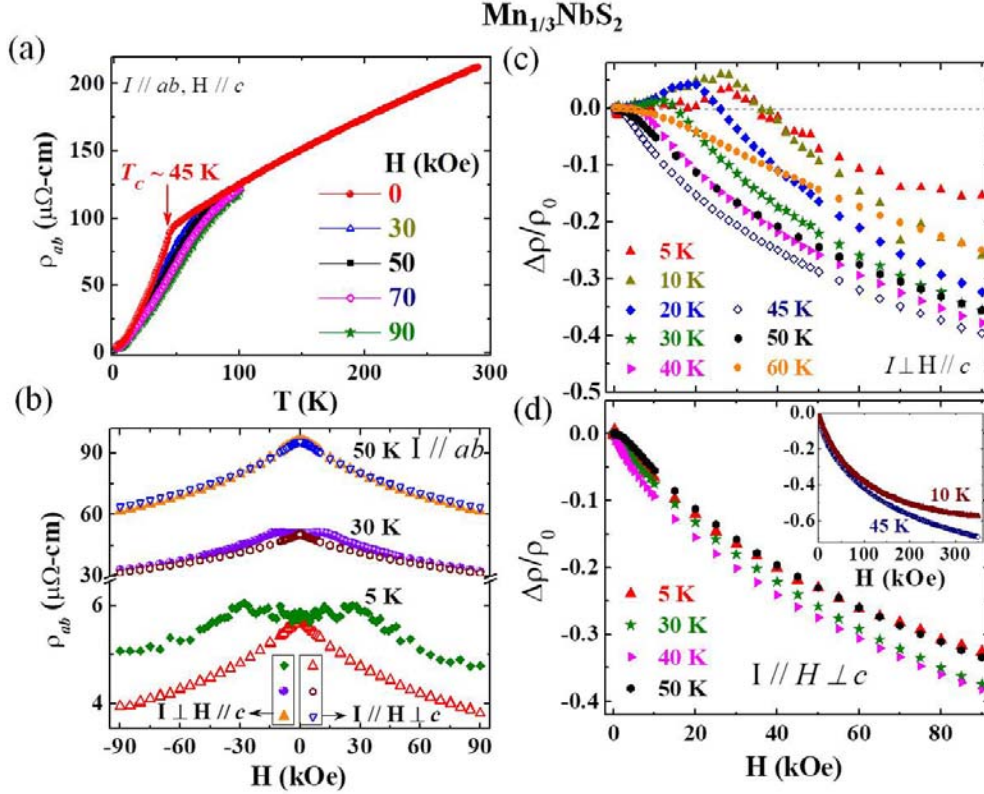 Mn1/3NbS2
(a)
I // ab, H // c
TC ~ 45 K
H (kOe)
0
30
50
70
90
200
150
100
50
0
ρab (μΩ-cm)
0 100 200 300
T (K)
(b)
50 K I // ab
30 K
5 K
90
60
30
6
4
ρab (μΩ-cm)
I ⊥ H // c
I // H ⊥ c
-90 -60 -30 0 30 60 90
H (kOe)
(c)
0.0
-0.1
-0.2
-0.3
-0.4
-0.5
Δρ/ρ0
5 K
10 K
20 K
30 K
40 K
45 K
50 K
60 K
I ⊥ H // c
(d)
0.0
-0.1
-0.2
-0.3
-0.4
Δρ/ρ0
5 K
30 K
40 K
50 K
I // H ⊥ c
0.0
-0.2
-0.4
-0.6
10 K
45 K
0 100 200 300
H (kOe)
0 20 40 60 80
H (kOe)